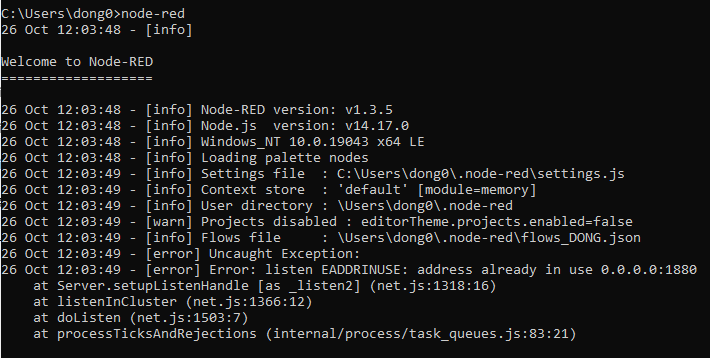 C:\Users\dong0>node-red
26 Oct 12:03:48 - [info]
Welcome to Node-RED
===================
26 Oct 12:03:48 - [info] Node-RED version: v1.3.5
26 Oct 12:03:48 - [info] Node.js  version: v14.17.0
26 Oct 12:03:48 - [info] Windows_NT 10.0.19043 x64 LE
26 Oct 12:03:48 - [info] Loading palette nodes
26 Oct 12:03:49 - [info] Settings file  : C:\Users\dong0\.node-red\settings.js
26 Oct 12:03:49 - [info] Context store  : 'default' [module=memory]
26 Oct 12:03:49 - [info] User directory : \Users\dong0\.node-red
26 Oct 12:03:49 - [warn] Projects disabled : editorTheme.projects.enabled=false
26 Oct 12:03:49 - [info] Flows file     : \Users\dong0\.node-red\flows_DONG.json
26 Oct 12:03:49 - [error] Uncaught Exception:
26 Oct 12:03:49 - [error] Error: listen EADDRINUSE: address already in use 0.0.0.0:1880
    at Server.setupListenHandle [as _listen2] (net.js:1318:16)
    at listenInCluster (net.js:1366:12)
    at doListen (net.js:1503:7)
    at processTicksAndRejections (internal/process/task_queues.js:83:21)